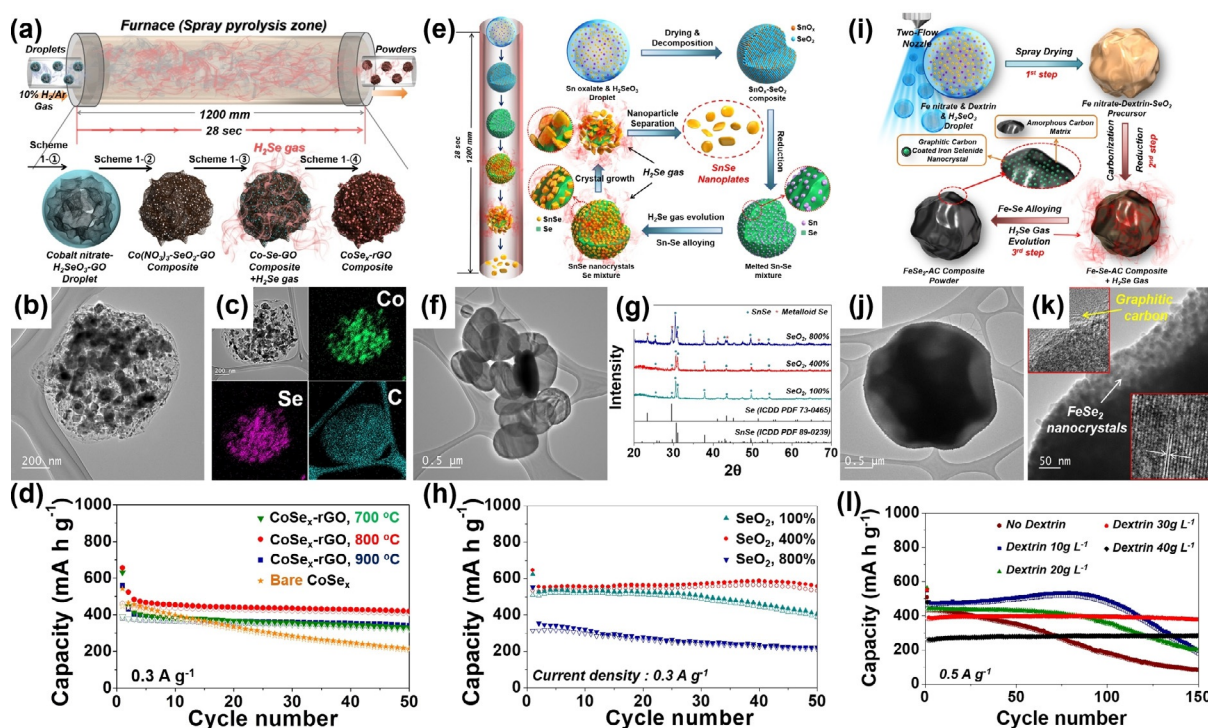 (a)
Furnace (Spray pyrolysis zone)
Droplets
Powders
10% H₂/Ar
Gas
1200 mm
28 sec
Scheme
1-①
Scheme
1-②
Scheme
1-③
H₂Se gas
Scheme
1-④
Cobalt nitrate-
H₂SeO₃-GO
Droplet
Co(NO₃)₃-SeO₂-GO
Composite
Co-Se-GO
Composite
+H₂Se gas
CoSeₓ-rGO
Composite
(b)
200 nm
(c)
200 nm
Co
Se
C
(d)
Capacity (mA h g⁻¹)
1000
800
600
400
200
0
CoSeₓ-rGO, 700 ºC
CoSeₓ-rGO, 800 ºC
CoSeₓ-rGO, 900 ºC
Bare CoSeₓ
0.3 A g⁻¹
0 10 20 30 40 50
Cycle number
(e)
28 sec
1200 mm
Sn oxalate & H₂SeO₃
Droplet
Drying &
Decomposition
SnOₓ
SeO₂
SnOₓ-SeO₂
composite
Nanoparticle
Separation
SnSe
Nanoplates
Reduction
H₂Se gas
Crystal growth
SnSe
Se
SnSe nanocrystals
Se mixture
H₂Se gas evolution
Sn-Se alloying
Sn
Se
Melted Sn-Se
mixture
(f)
0.5 µm
(g)
Intensity
SnSe
Metalloid Se
SeO₂, 800%
SeO₂, 400%
SeO₂, 100%
Se (ICDD PDF 73-0465)
SnSe (ICDD PDF 89-0239)
20 30 40 50 60 70
2θ
(h)
Capacity (mA h g⁻¹)
1000
800
600
400
200
0
SeO₂, 100%
SeO₂, 400%
SeO₂, 800%
Current density : 0.3 A g⁻¹
0 10 20 30 40 50
Cycle number
(i)
Two-Flow
Nozzle
Fe nitrate & Dextrin
& H₂SeO₃
Droplet
Spray Drying
1st step
Fe nitrate-Dextrin-SeO₂
Precursor
Amorphous Carbon
Matrix
Graphitic Carbon
Coated Iron Selenide
Nanocrystal
Carbonization
Reduction
2nd step
Fe-Se Alloying
H₂Se Gas
Evolution
3rd step
FeSe₂-AC Composite
Powder
Fe-Se-AC Composite
+ H₂Se Gas
(j)
0.5 µm
(k)
Graphitic
carbon
FeSe₂
nanocrystals
50 nm
(l)
Capacity (mA h g⁻¹)
1000
800
600
400
200
0
No Dextrin
Dextrin 10g L⁻¹
Dextrin 20g L⁻¹
Dextrin 30g L⁻¹
Dextrin 40g L⁻¹
0.5 A g⁻¹
0 50 100 150
Cycle number